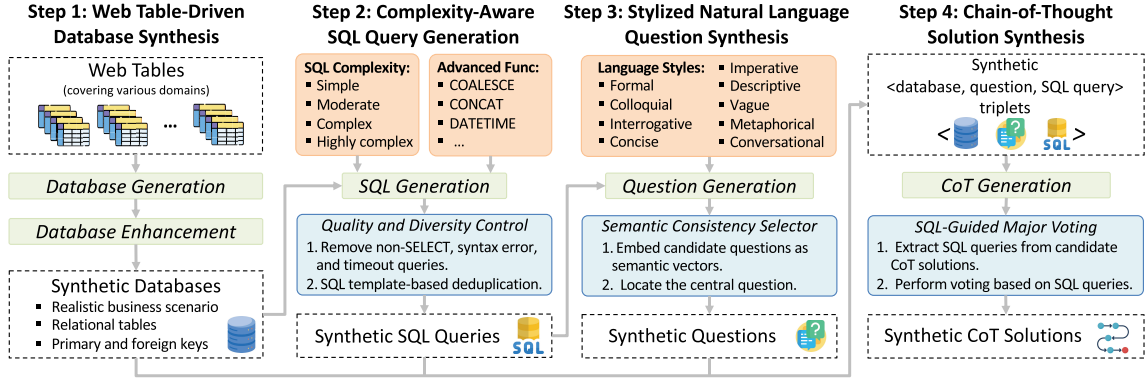 Step 1: Web Table-Driven
Database Synthesis
Web Tables
(covering various domains)
...
Database Generation
Database Enhancement
Synthetic Databases
▪ Realistic business scenario
▪ Relational tables
▪ Primary and foreign keys
Step 2: Complexity-Aware
SQL Query Generation
SQL Complexity:
▪ Simple
▪ Moderate
▪ Complex
▪ Highly complex
Advanced Func:
▪ COALESCE
▪ CONCAT
▪ DATETIME
▪ ...
SQL Generation
Quality and Diversity Control
1. Remove non-SELECT, syntax error,
and timeout queries.
2. SQL template-based deduplication.
Synthetic SQL Queries
SQL
Step 3: Stylized Natural Language
Question Synthesis
Language Styles:
▪ Formal
▪ Colloquial
▪ Interrogative
▪ Concise
▪ Imperative
▪ Descriptive
▪ Vague
▪ Metaphorical
▪ Conversational
Question Generation
Semantic Consistency Selector
1. Embed candidate questions as
semantic vectors.
2. Locate the central question.
Synthetic Questions
?
Step 4: Chain-of-Thought
Solution Synthesis
Synthetic
<database, question, SQL query>
triplets
< ? SQL >
CoT Generation
SQL-Guided Major Voting
1. Extract SQL queries from candidate
CoT solutions.
2. Perform voting based on SQL queries.
Synthetic CoT Solutions